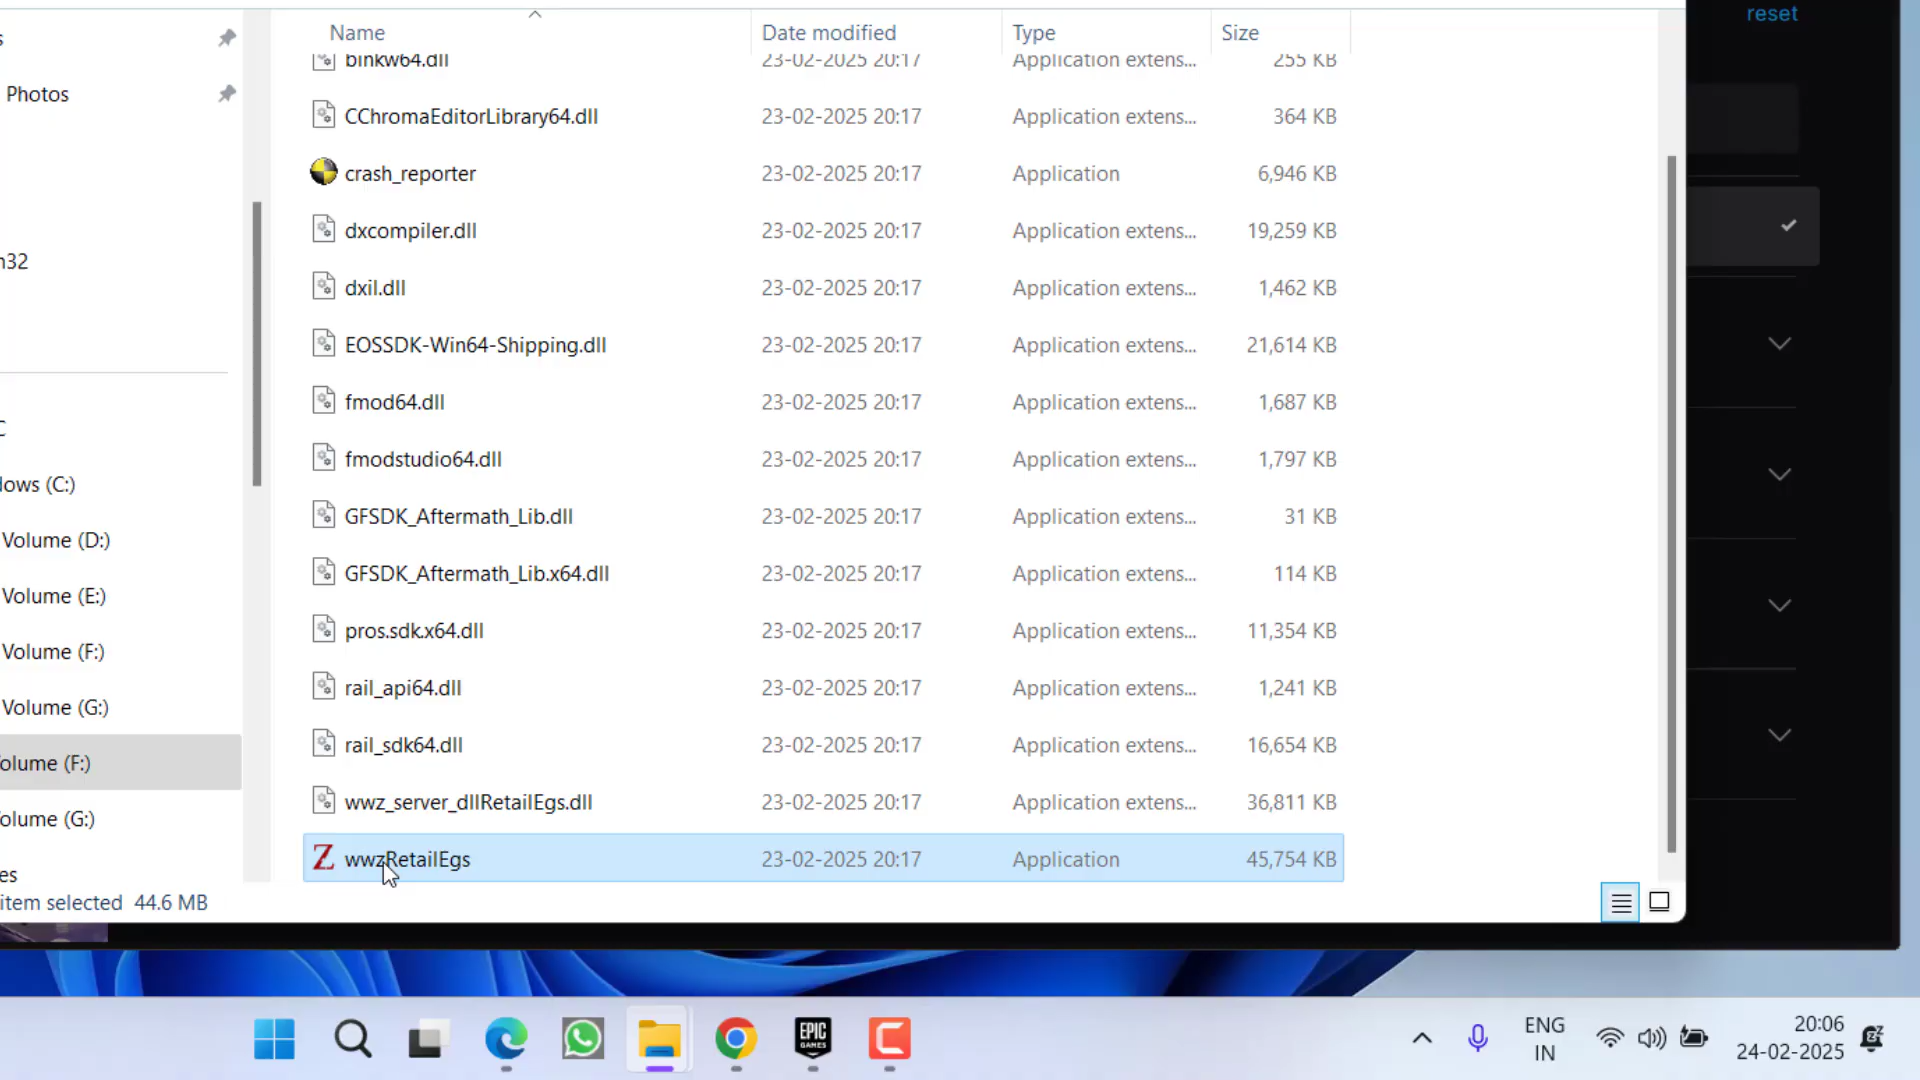 reset
s
Photos
n32
C
dows (C:)
Volume (D:)
Volume (E:)
Volume (F:)
Volume (G:)
olume (F:)
olume (G:)
es
item selected 44.6 MB
Name Date modified Type Size
binkw64.dll 23-02-2025 20:17 Application extens... 255 KB
CChromaEditorLibrary64.dll 23-02-2025 20:17 Application extens... 364 KB
crash_reporter 23-02-2025 20:17 Application 6,946 KB
dxcompiler.dll 23-02-2025 20:17 Application extens... 19,259 KB
dxil.dll 23-02-2025 20:17 Application extens... 1,462 KB
EOSSDK-Win64-Shipping.dll 23-02-2025 20:17 Application extens... 21,614 KB
fmod64.dll 23-02-2025 20:17 Application extens... 1,687 KB
fmodstudio64.dll 23-02-2025 20:17 Application extens... 1,797 KB
GFSDK_Aftermath_Lib.dll 23-02-2025 20:17 Application extens... 31 KB
GFSDK_Aftermath_Lib.x64.dll 23-02-2025 20:17 Application extens... 114 KB
pros.sdk.x64.dll 23-02-2025 20:17 Application extens... 11,354 KB
rail_api64.dll 23-02-2025 20:17 Application extens... 1,241 KB
rail_sdk64.dll 23-02-2025 20:17 Application extens... 16,654 KB
wwz_server_dllRetailEgs.dll 23-02-2025 20:17 Application extens... 36,811 KB
Z wwzRetailEgs 23-02-2025 20:17 Application 45,754 KB
EPIC
GAMES
ENG
IN
20:06
24-02-2025